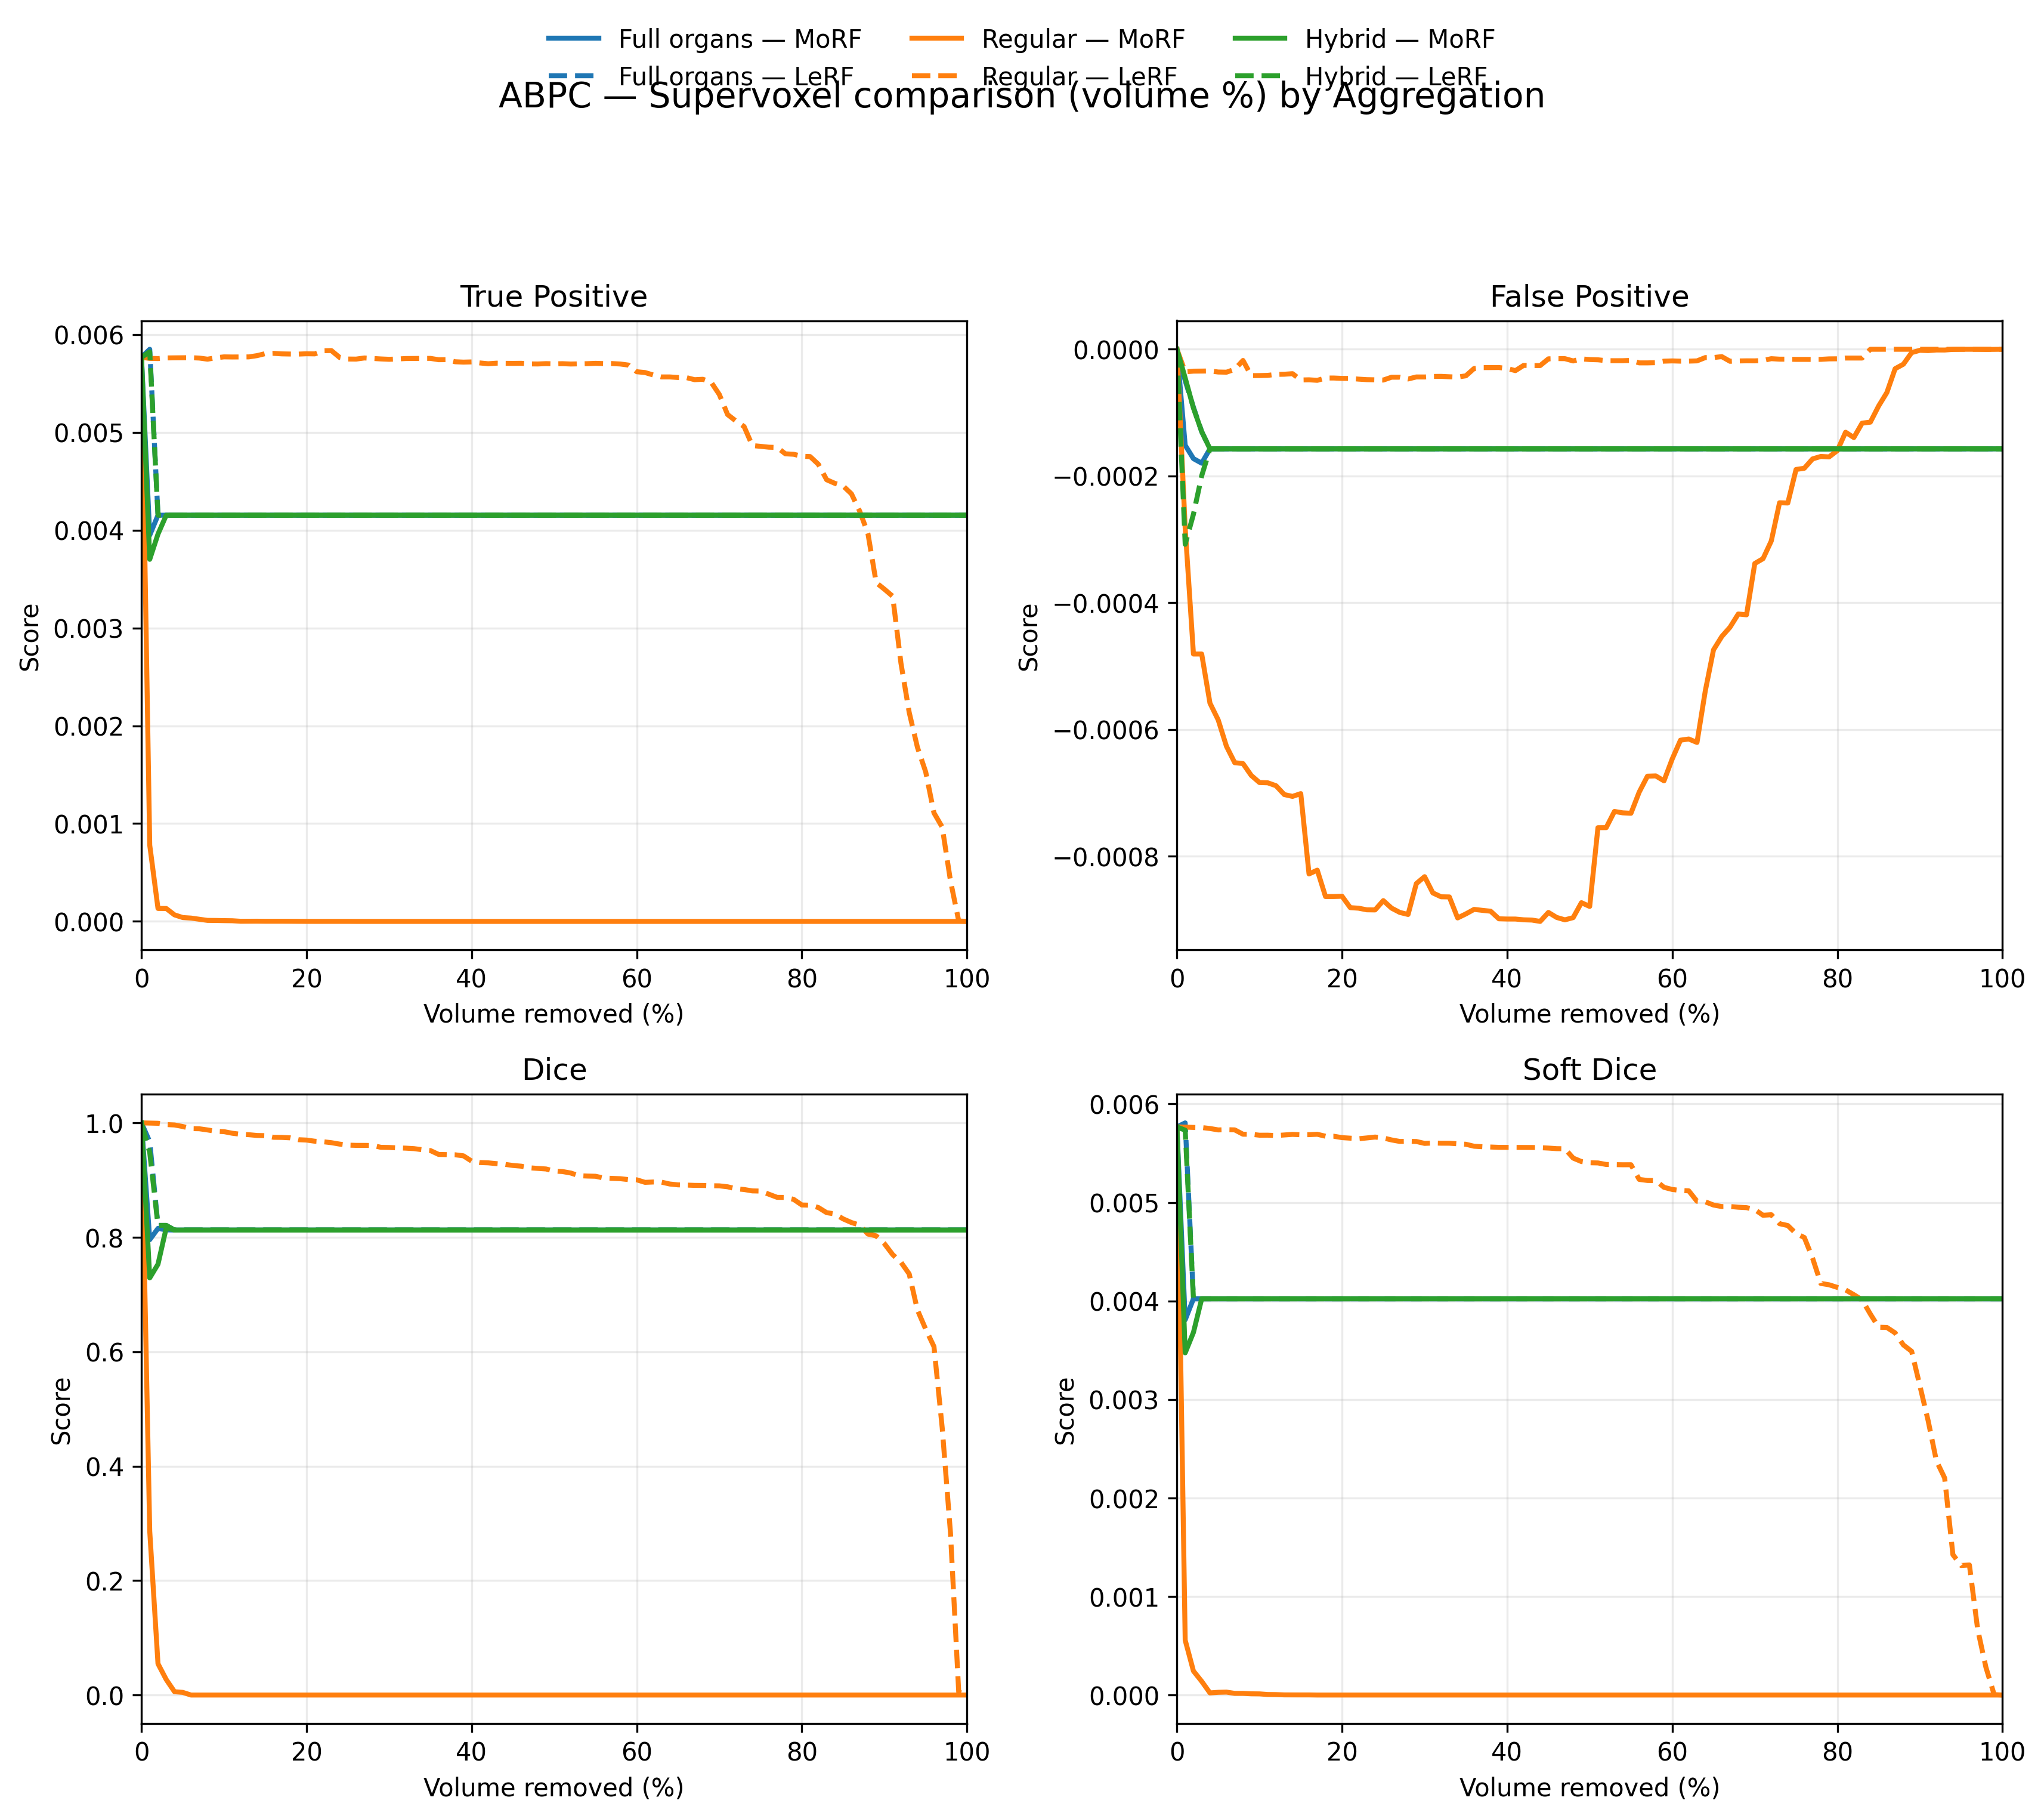 Full organs — MoRF Regular — MoRF Hybrid — MoRF
Full organs — LeRF Regular — LeRF Hybrid — LeRF
ABPC — Supervoxel comparison (volume %) by Aggregation
True Positive
0.006
0.005
0.004
0.003
0.002
0.001
0.000
Score
0 20 40 60 80 100
Volume removed (%)
False Positive
0.0000
−0.0002
−0.0004
−0.0006
−0.0008
Score
0 20 40 60 80 100
Volume removed (%)
Dice
1.0
0.8
0.6
0.4
0.2
0.0
Score
0 20 40 60 80 100
Volume removed (%)
Soft Dice
0.006
0.005
0.004
0.003
0.002
0.001
0.000
Score
0 20 40 60 80 100
Volume removed (%)